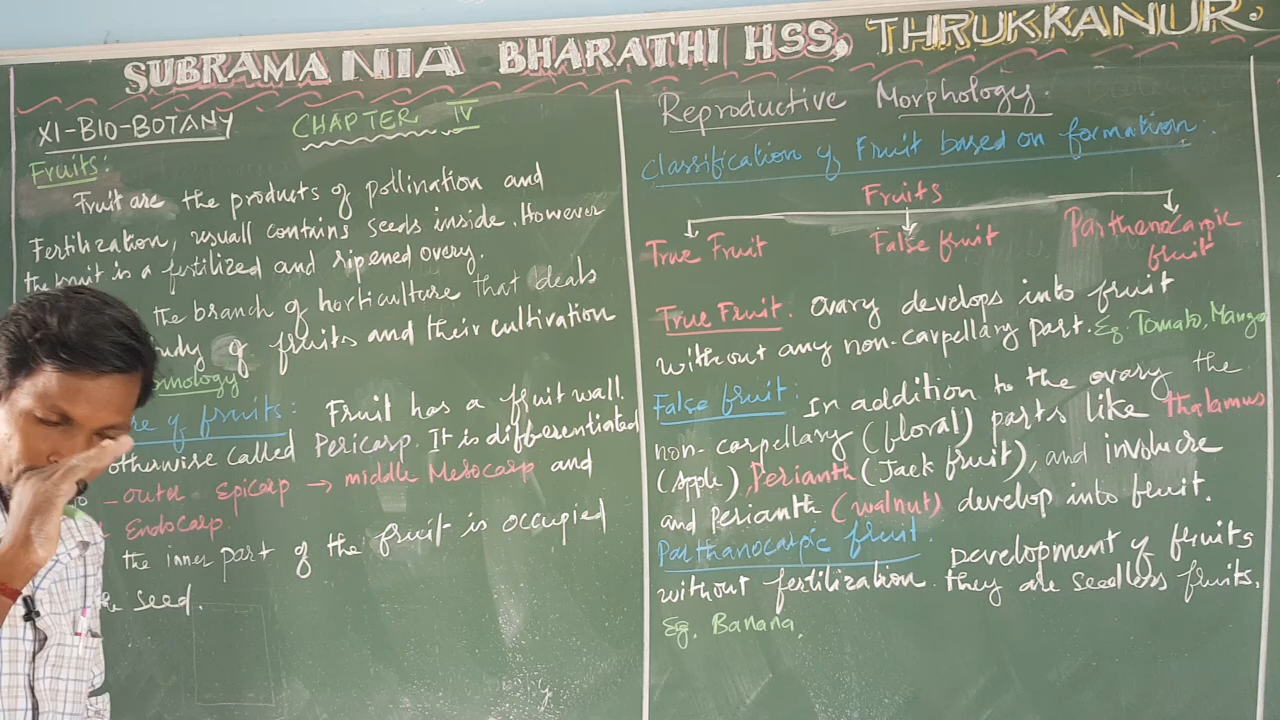 SUBRAMANIA BHARATHI HSS, THRUKKANUR.
XI-BIO-BOTANY CHAPTER IV
Fruits:
Fruit are the products of pollination and
Fertilization, usuall contains seeds inside. However
the fruit is a fertilized and ripened overy.
the branch of horticulture that deals
udy of fruits and their cultivation
omology
re of fruits: Fruit has a fruit wall.
otherwise called Pericarp. It is differentiated
outer Epicarp → middle Mesocarp and
Endocarp.
the inner part of the fruit is occupied
seed.
Reproductive Morphology.
Classification of Fruit based on formation.
Fruits
True Fruit False fruit Parthanocarpic
fruit
True Fruit. Ovary develops into fruit
without any non-carpellary part. Eg. Tomato, Mango
False fruit: In addition to the ovary the
non-carpellary (floral) parts like Thalamus
(Apple), Perianth (Jack fruit), and involucre
and Perianth (walnut) develop into fruit.
Parthanocarpic fruit. Development of fruits
without fertilization. They are seedless fruits.
Eg. Banana.